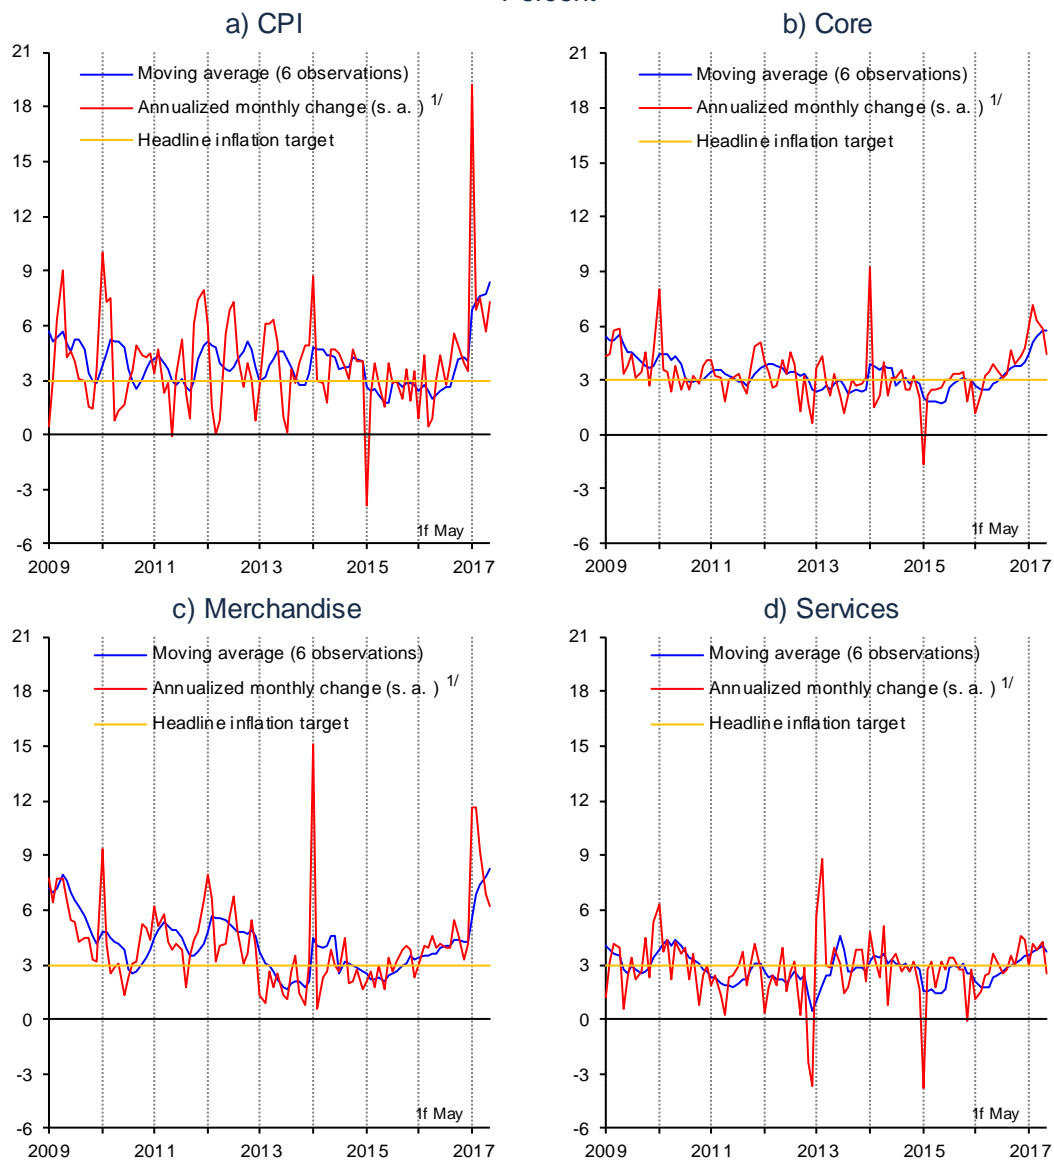 Percent
a) CPI
21
18
15
12
9
6
3
0
-3
-6
Moving average (6 observations)
Annualized monthly change (s. a. ) 1/
Headline inflation target
1f May
2009
2011
2013
2015
2017
b) Core
21
18
15
12
9
6
3
0
-3
-6
Moving average (6 observations)
Annualized monthly change (s. a. ) 1/
Headline inflation target
1f May
2009
2011
2013
2015
2017
c) Merchandise
21
18
15
12
9
6
3
0
-3
-6
Moving average (6 observations)
Annualized monthly change (s. a. ) 1/
Headline inflation target
1f May
2009
2011
2013
2015
2017
d) Services
21
18
15
12
9
6
3
0
-3
-6
Moving average (6 observations)
Annualized monthly change (s. a. ) 1/
Headline inflation target
1f May
2009
2011
2013
2015
2017